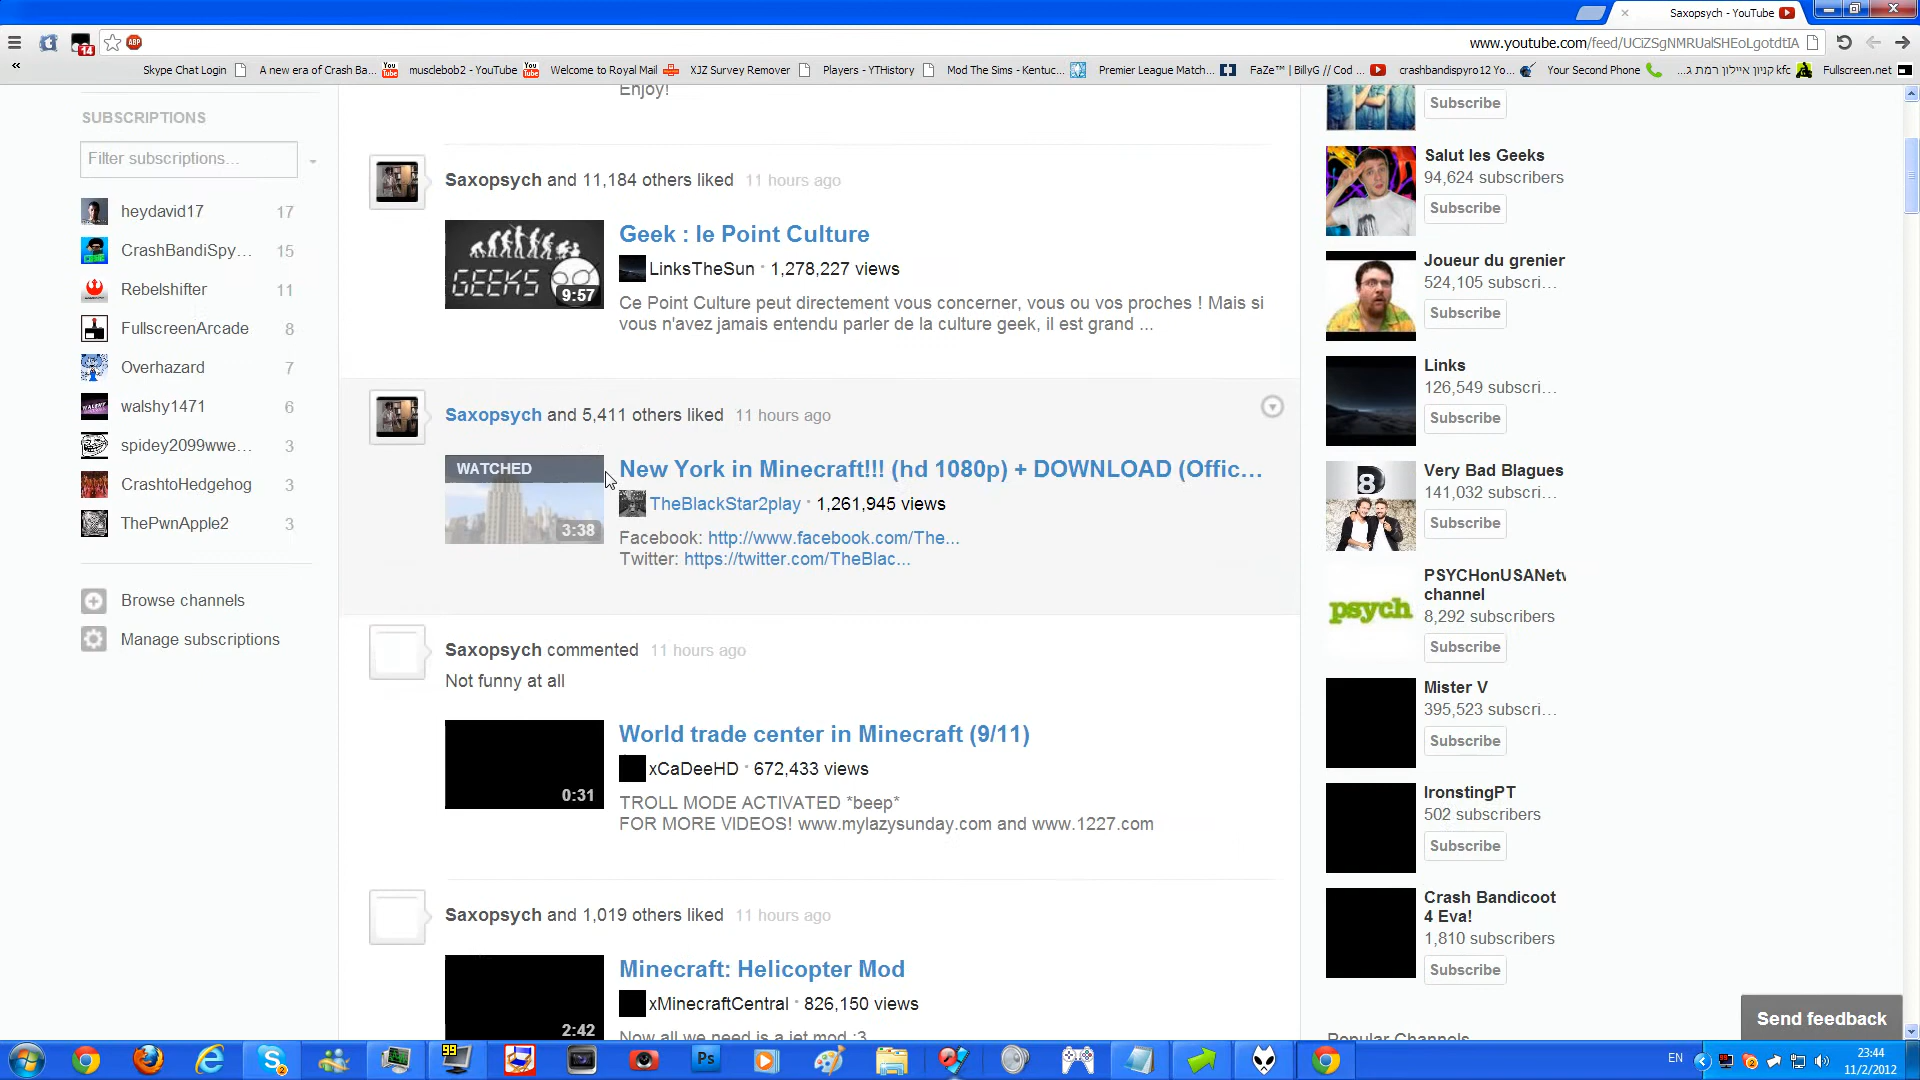 Saxopsych - YouTube
www.youtube.com/feed/UCiZSgNMRUalSHEoLgotdtIA
ABP
14
« Skype Chat Login A new era of Crash Ba... musclebob2 - YouTube Welcome to Royal Mail XJZ Survey Remover Players - YTHistory Mod The Sims - Kentuc... Premier League Match... FaZe™ | BillyG // Cod ... crashbandispyro12 Yo... Your Second Phone קניון איילון רמת ג... kfc Fullscreen.net
SUBSCRIPTIONS
Filter subscriptions...
heydavid17 17
CrashBandiSpy... 15
Rebelshifter 11
FullscreenArcade 8
Overhazard 7
walshy1471 6
spidey2099wwe... 3
CrashtoHedgehog 3
ThePwnApple2 3
Browse channels
Manage subscriptions
Enjoy!
Saxopsych and 11,184 others liked 11 hours ago
GEEKS
9:57
Geek : le Point Culture
LinksTheSun · 1,278,227 views
Ce Point Culture peut directement vous concerner, vous ou vos proches ! Mais si
vous n'avez jamais entendu parler de la culture geek, il est grand ...
Saxopsych and 5,411 others liked 11 hours ago
WATCHED
3:38
New York in Minecraft!!! (hd 1080p) + DOWNLOAD (Offic...
TheBlackStar2play · 1,261,945 views
Facebook: http://www.facebook.com/The...
Twitter: https://twitter.com/TheBlac...
Saxopsych commented 11 hours ago
Not funny at all
0:31
World trade center in Minecraft (9/11)
xCaDeeHD · 672,433 views
TROLL MODE ACTIVATED *beep*
FOR MORE VIDEOS! www.mylazysunday.com and www.1227.com
Saxopsych and 1,019 others liked 11 hours ago
2:42
Minecraft: Helicopter Mod
xMinecraftCentral · 826,150 views
Now all we need is a jet mod :3
Subscribe
Salut les Geeks
94,624 subscribers
Subscribe
Joueur du grenier
524,105 subscri...
Subscribe
Links
126,549 subscri...
Subscribe
8
Very Bad Blagues
141,032 subscri...
Subscribe
psych
PSYCHonUSANetw
channel
8,292 subscribers
Subscribe
Mister V
395,523 subscri...
Subscribe
IronstingPT
502 subscribers
Subscribe
Crash Bandicoot
4 Eva!
1,810 subscribers
Subscribe
Popular Channels
Send feedback
99
Ps
EN
23:44
11/2/2012